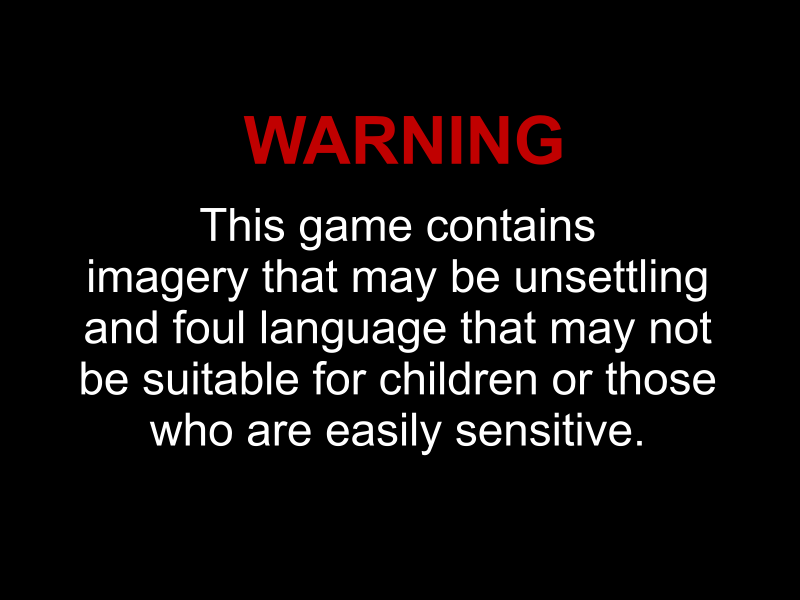 WARNING
This game contains
imagery that may be unsettling
and foul language that may not
be suitable for children or those
who are easily sensitive.